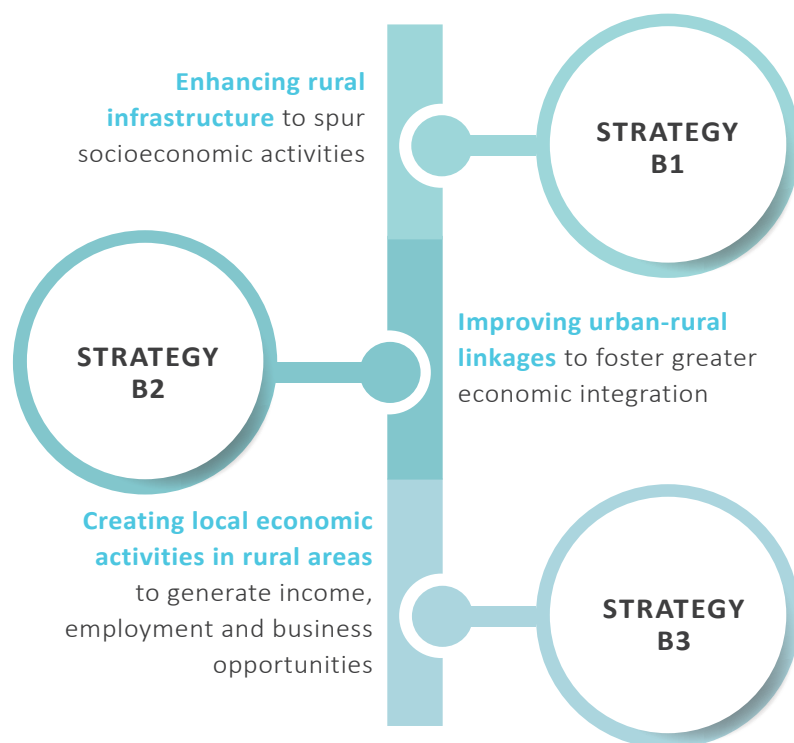 Enhancing rural
infrastructure to spur
socioeconomic activities
STRATEGY
B1
STRATEGY
B2
Improving urban-rural
linkages to foster greater
economic integration
Creating local economic
activities in rural areas
to generate income,
employment and business
opportunities
STRATEGY
B3